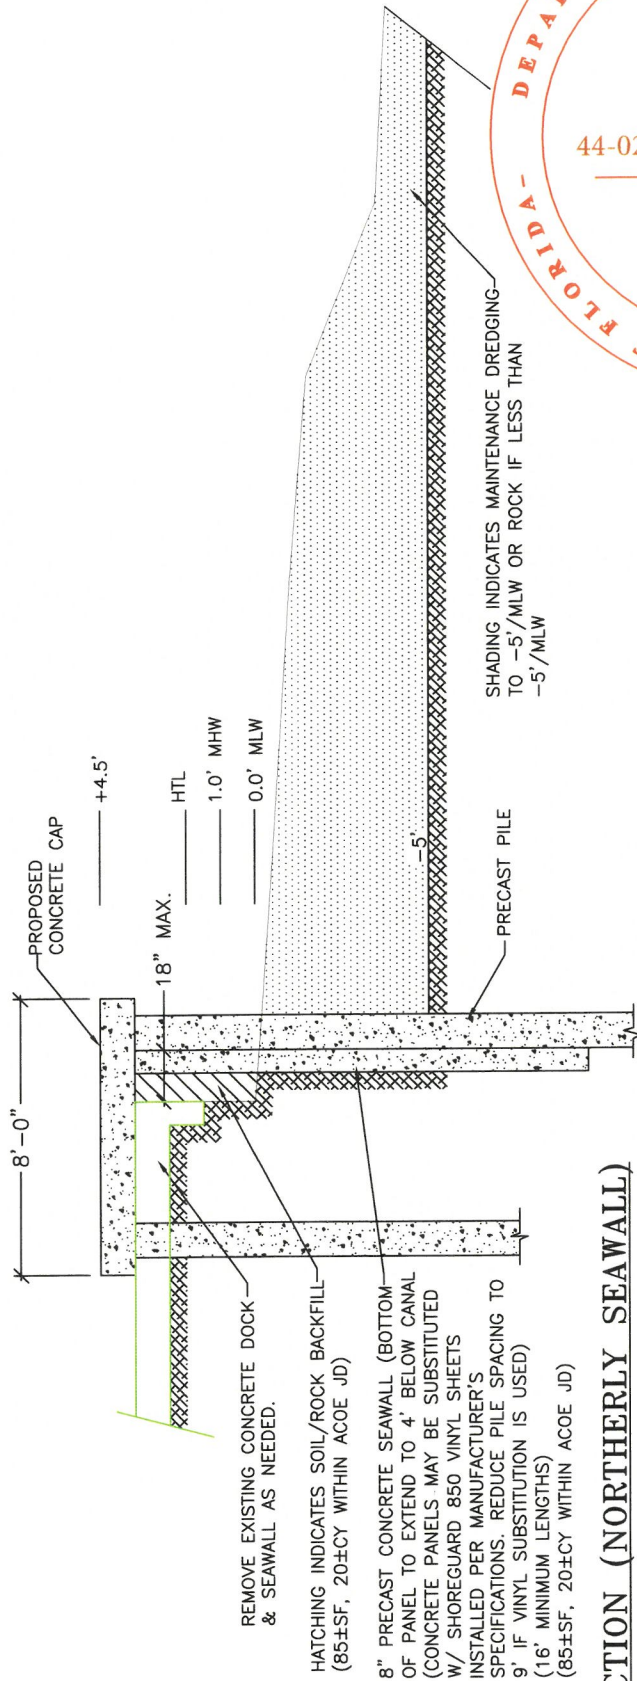 8'-0"
PROPOSED
CONCRETE CAP
+4.5'
18" MAX.
HTL
1.0' MHW
0.0' MLW
-5'
REMOVE EXISTING CONCRETE DOCK
& SEAWALL AS NEEDED.
HATCHING INDICATES SOIL/ROCK BACKFILL
(85±SF, 20±CY WITHIN ACOE JD)
8" PRECAST CONCRETE SEAWALL (BOTTOM
OF PANEL TO EXTEND TO 4' BELOW CANAL
(CONCRETE PANELS MAY BE SUBSTITUTED
W/ SHOREGUARD 850 VINYL SHEETS
INSTALLED PER MANUFACTURER'S
SPECIFICATIONS. REDUCE PILE SPACING TO
9' IF VINYL SUBSTITUTION IS USED)
(16' MINIMUM LENGTHS)
(85±SF, 20±CY WITHIN ACOE JD)
PRECAST PILE
SHADING INDICATES MAINTENANCE DREDGING
TO -5'/MLW OR ROCK IF LESS THAN
-5'/MLW
CTION (NORTHERLY SEAWALL)
FLORIDA- DEPA
44-02